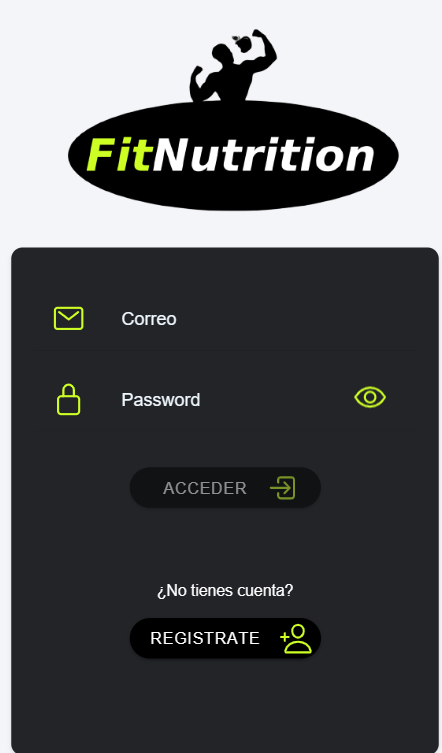 FitNutrition
Correo
Password
ACCEDER
¿No tienes cuenta?
REGISTRATE